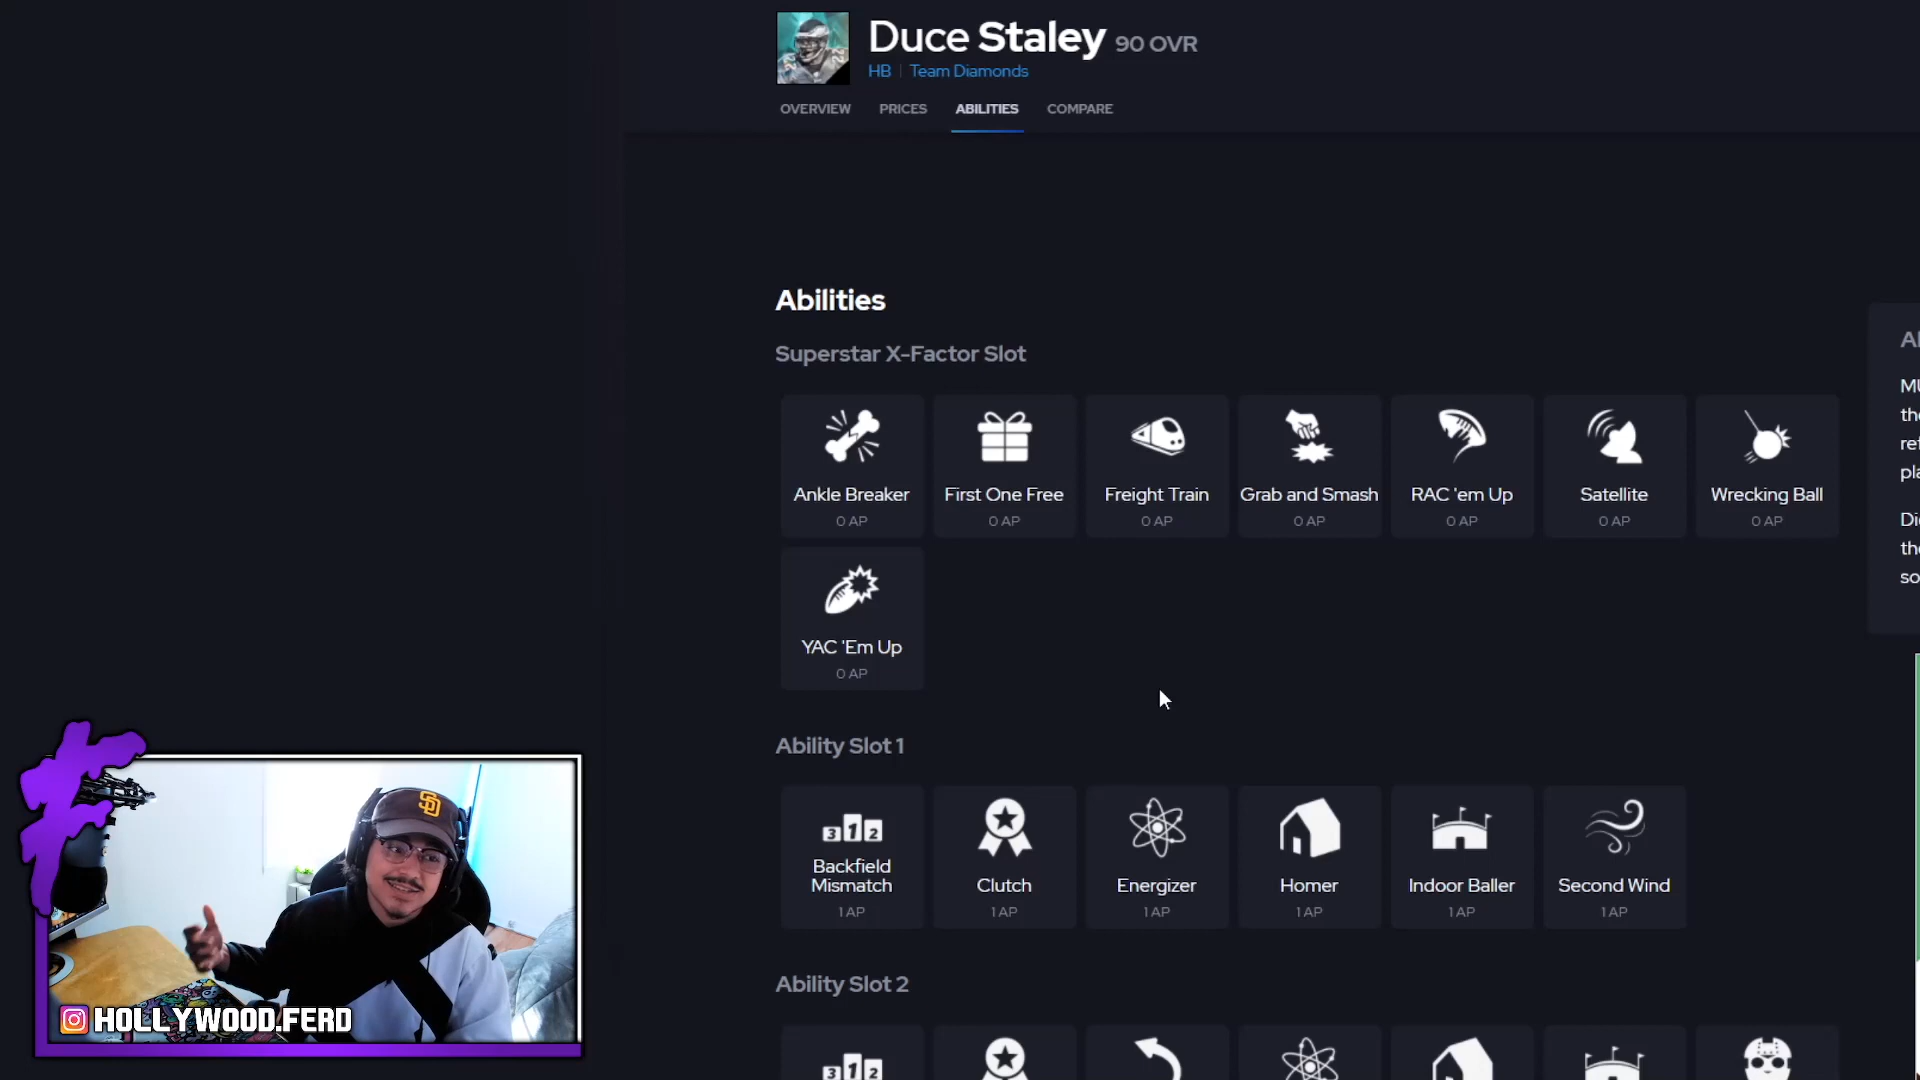 Duce Staley 90 OVR
HB | Team Diamonds
OVERVIEW PRICES ABILITIES COMPARE
Abilities
Superstar X-Factor Slot
Ankle Breaker
0 AP
First One Free
0 AP
Freight Train
0 AP
Grab and Smash
0 AP
RAC 'em Up
0 AP
Satellite
0 AP
Wrecking Ball
0 AP
YAC 'Em Up
0 AP
Ability Slot 1
312
Backfield
Mismatch
1 AP
Clutch
1 AP
Energizer
1 AP
Homer
1 AP
Indoor Baller
1 AP
Second Wind
1 AP
Ability Slot 2
312
SD
HOLLYWOOD.FERD